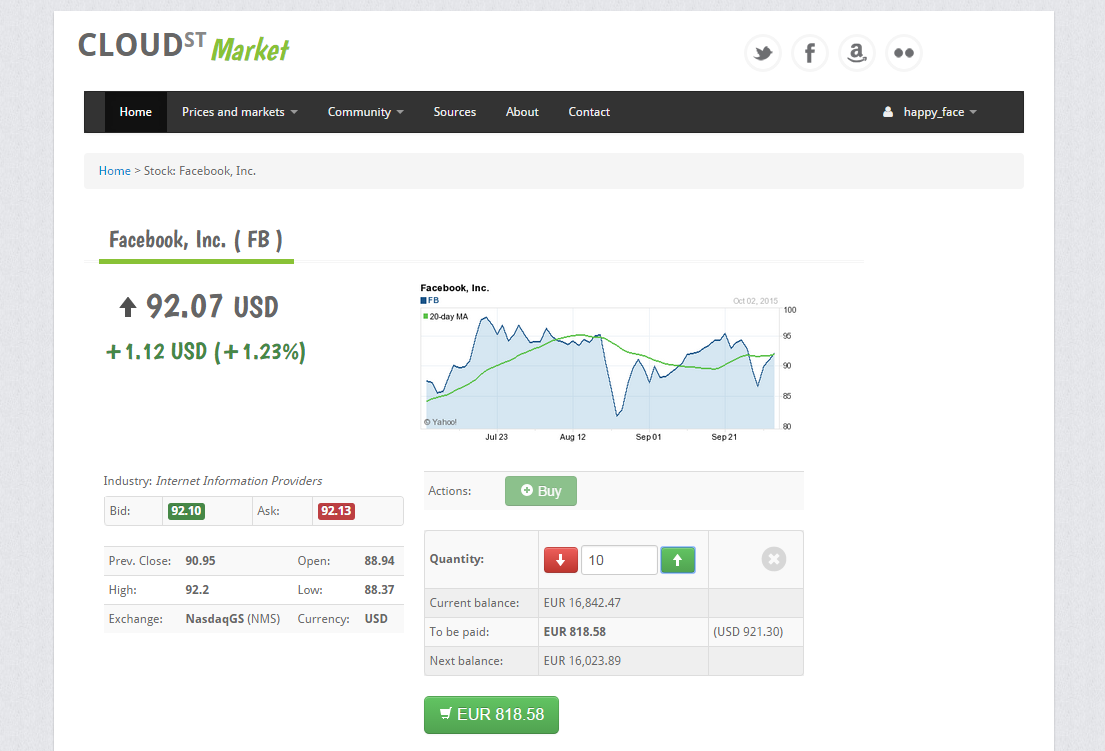 CLOUDST Market
Home Prices and markets Community Sources About Contact happy_face
Home > Stock: Facebook, Inc.
Facebook, Inc. ( FB )
92.07 USD
+1.12 USD (+1.23%)
Facebook, Inc.
FB Oct 02, 2015
20-day MA
100
95
90
85
80
© Yahoo!
Jul 23 Aug 12 Sep 01 Sep 21
Industry: Internet Information Providers
Bid: 92.10 Ask: 92.13
Prev. Close: 90.95 Open: 88.94
High: 92.2 Low: 88.37
Exchange: NasdaqGS (NMS) Currency: USD
Actions: Buy
Quantity: 10
Current balance: EUR 16,842.47
To be paid: EUR 818.58 (USD 921.30)
Next balance: EUR 16,023.89
EUR 818.58